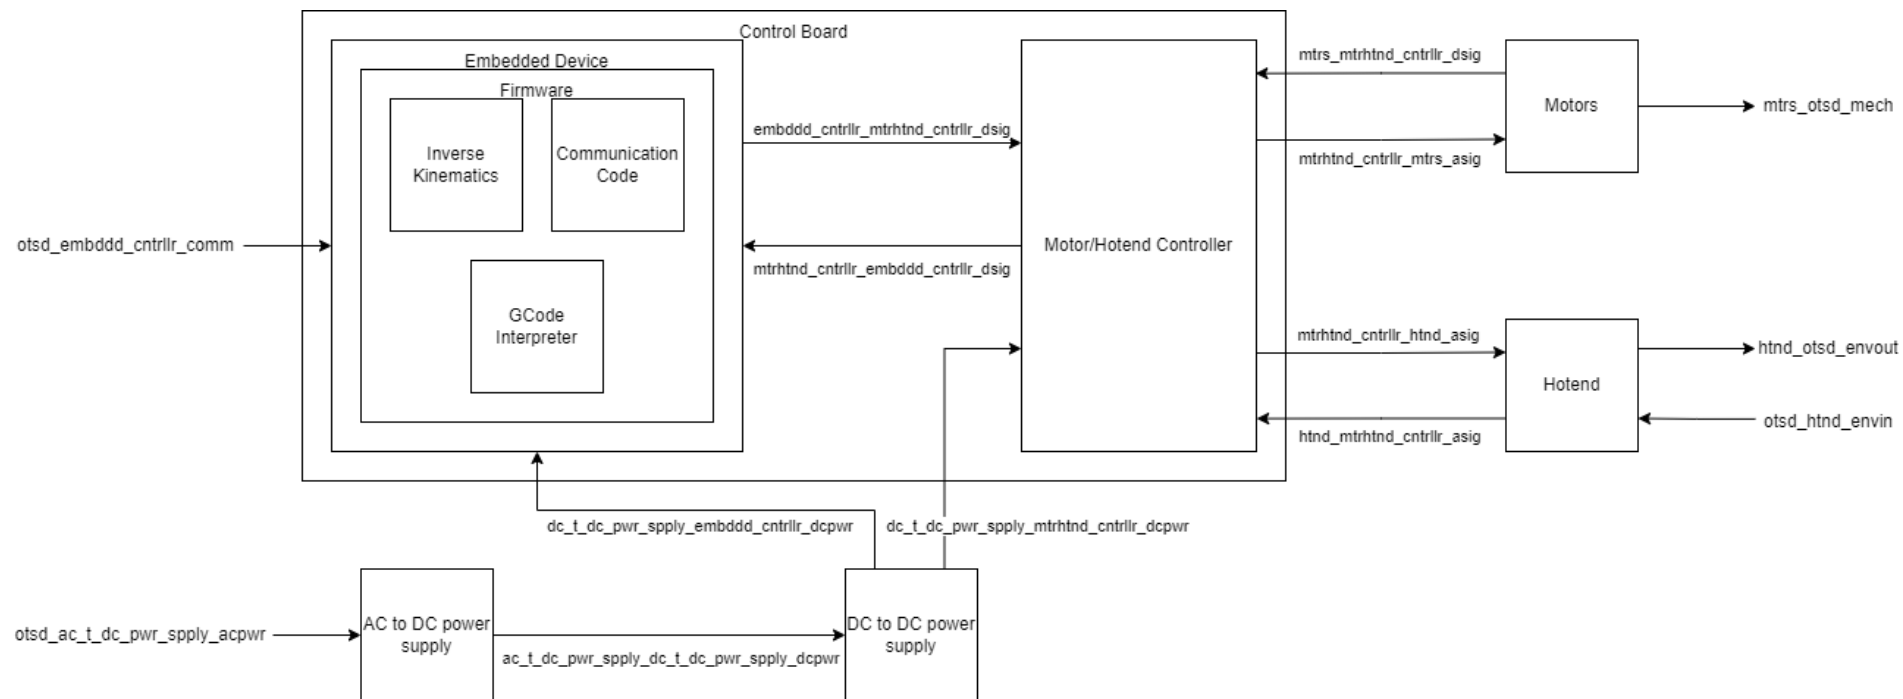 Control Board
Embedded Device
Firmware
Inverse
Kinematics
Communication
Code
GCode
Interpreter
otsd_embddd_cntrllr_comm
embddd_cntrllr_mtrhtnd_cntrllr_dsig
mtrhtnd_cntrllr_embddd_cntrllr_dsig
Motor/Hotend Controller
mtrs_mtrhtnd_cntrllr_dsig
mtrhtnd_cntrllr_mtrs_asig
Motors
mtrs_otsd_mech
mtrhtnd_cntrllr_htnd_asig
htnd_mtrhtnd_cntrllr_asig
Hotend
htnd_otsd_envout
otsd_htnd_envin
dc_t_dc_pwr_spply_embddd_cntrllr_dcpwr
dc_t_dc_pwr_spply_mtrhtnd_cntrllr_dcpwr
otsd_ac_t_dc_pwr_spply_acpwr
AC to DC power
supply
ac_t_dc_pwr_spply_dc_t_dc_pwr_spply_dcpwr
DC to DC power
supply